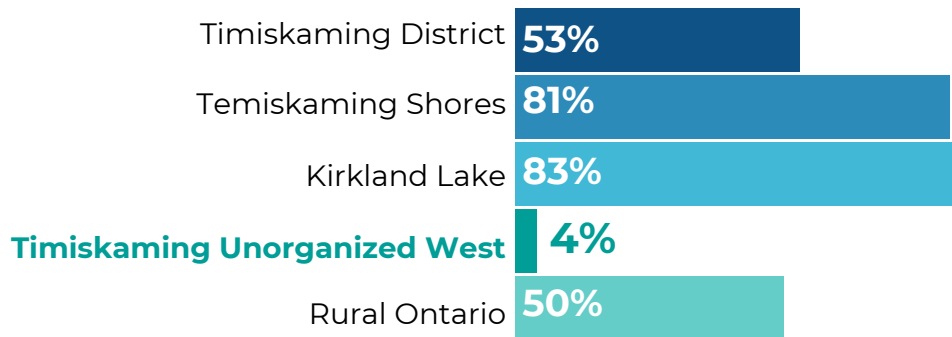 Timiskaming District 53%
Temiskaming Shores 81%
Kirkland Lake 83%
Timiskaming Unorganized West 4%
Rural Ontario 50%